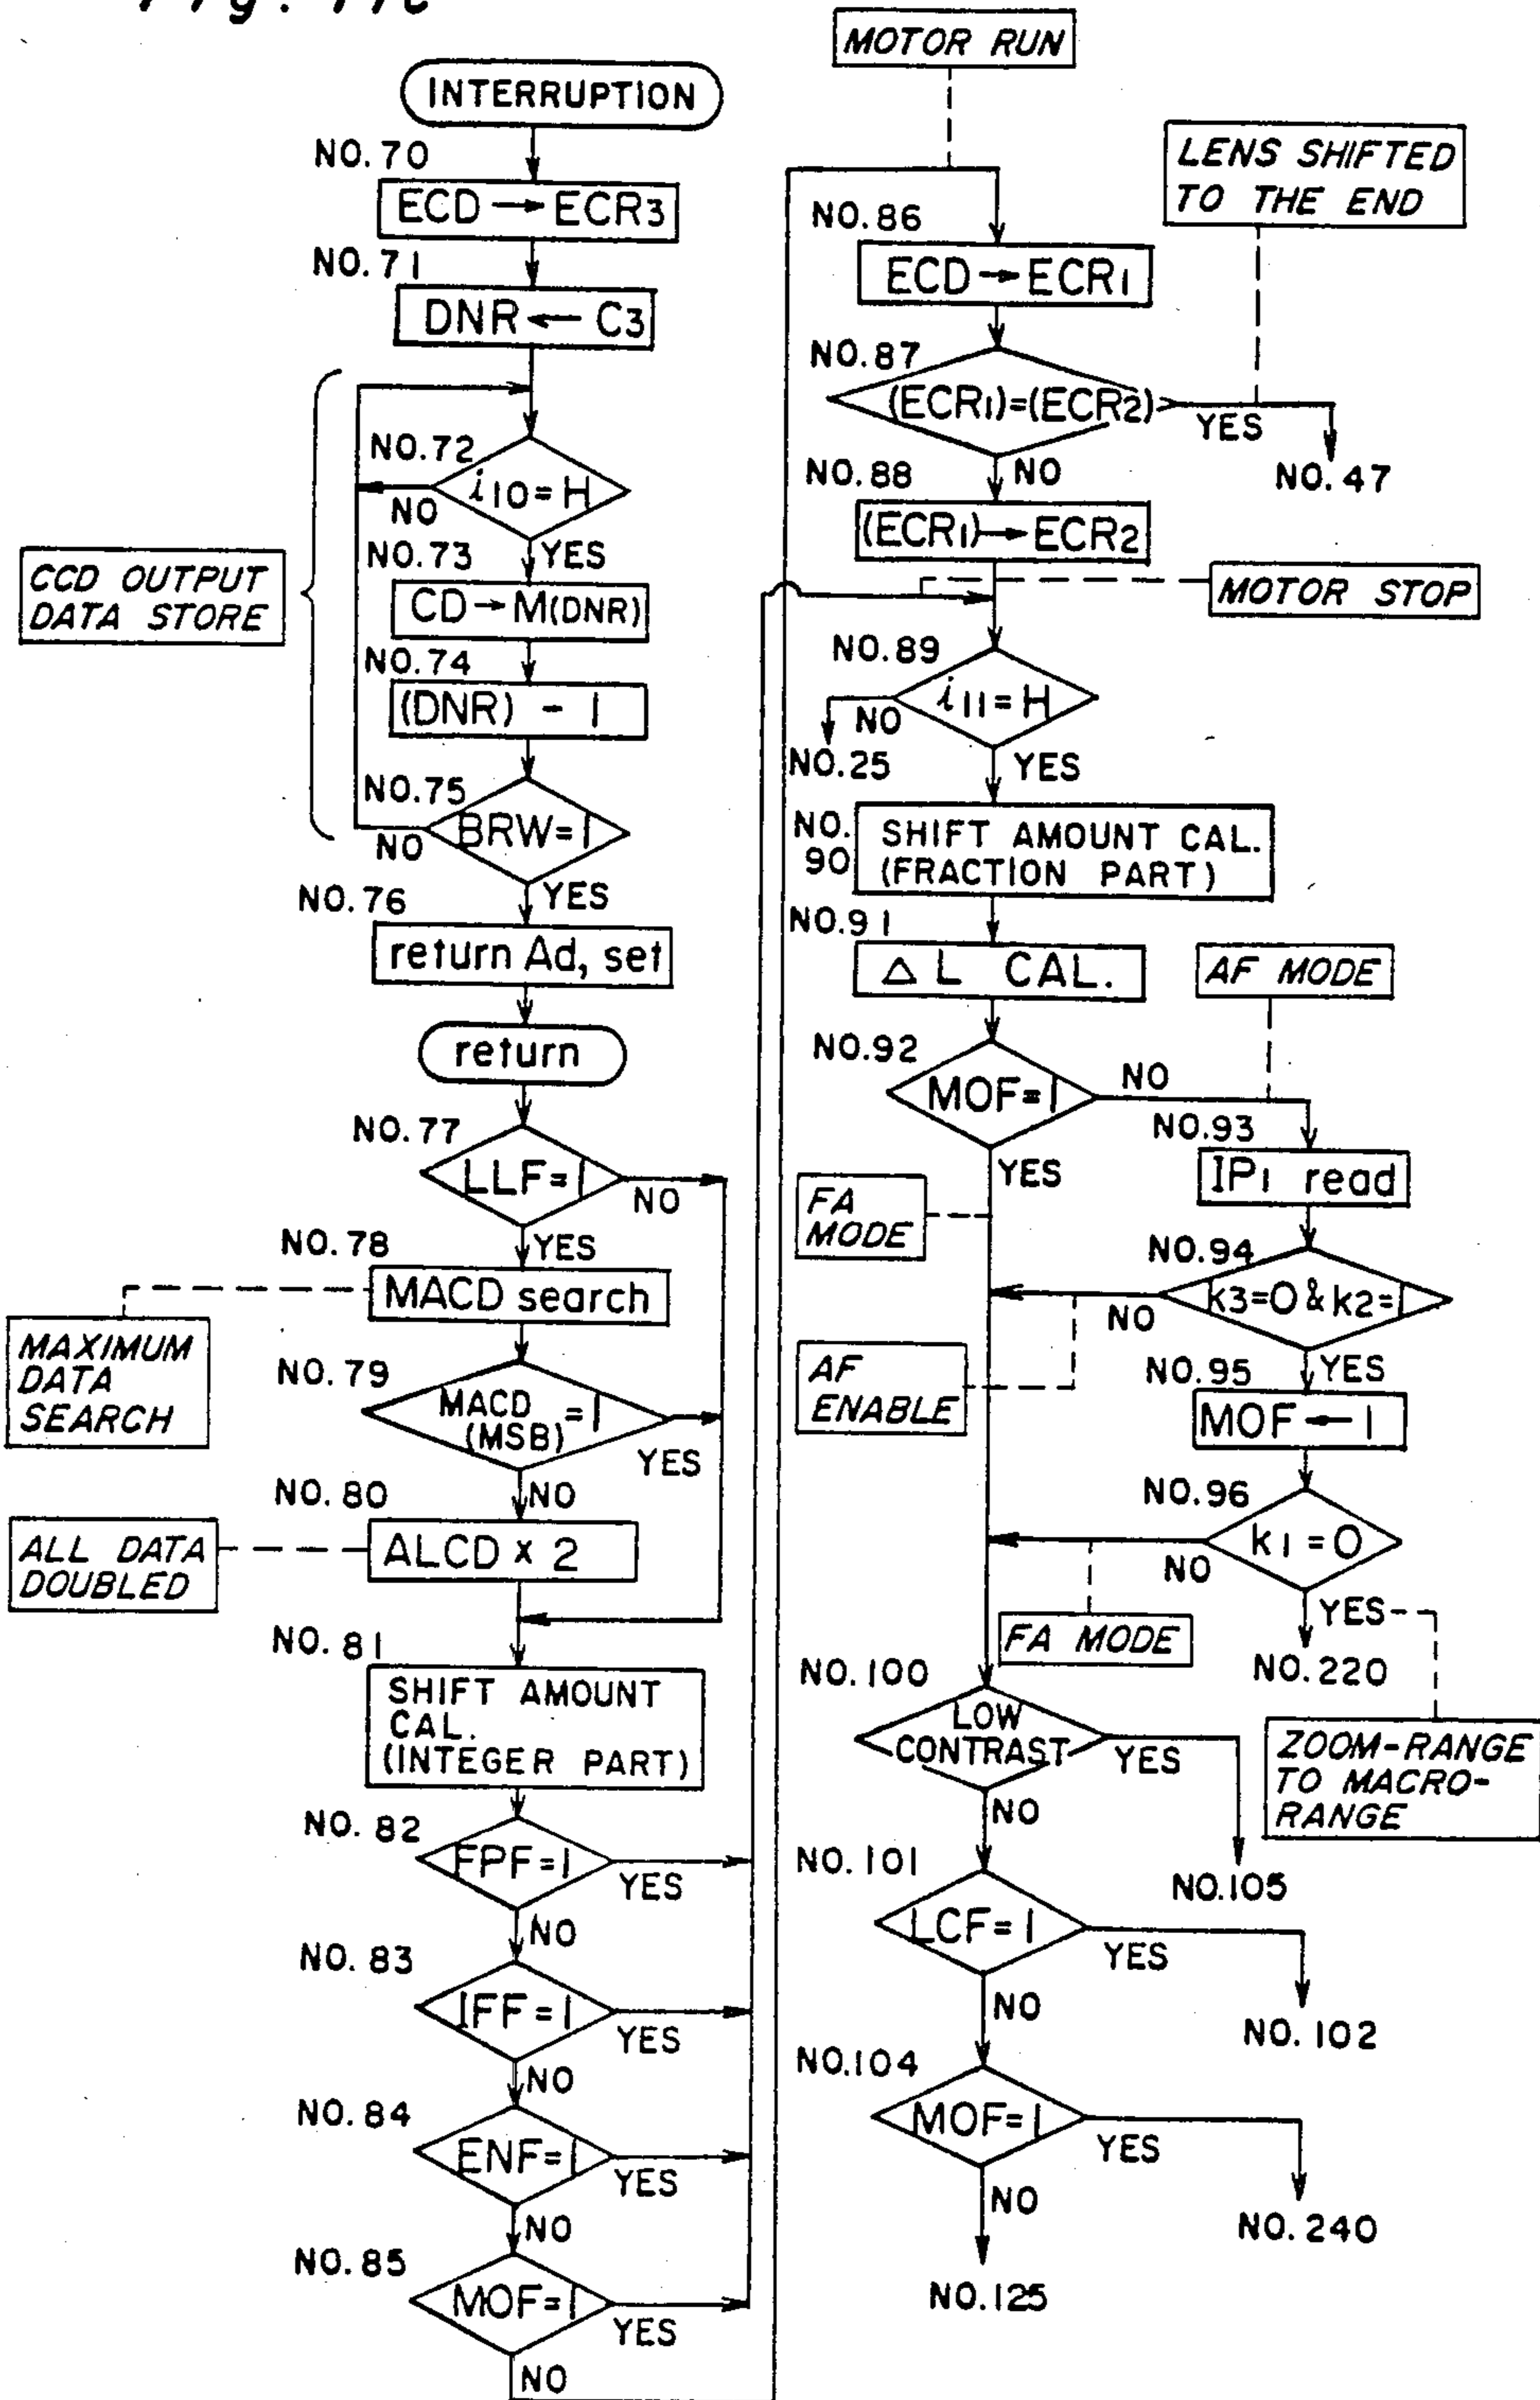 Fig. 11c
INTERRUPTION
NO. 70
ECD → ECR3
NO. 71
DNR ← C3
NO. 72
i10 = H
NO
YES
CCD OUTPUT
DATA STORE
NO. 73
CD → M(DNR)
NO. 74
(DNR) - 1
NO. 75
BRW = 1
NO
YES
NO. 76
return Ad, set
return
NO. 77
LLF = 1
NO
YES
NO. 78
MACD search
MAXIMUM
DATA
SEARCH
NO. 79
MACD
(MSB) = 1
YES
NO
NO. 80
ALCD × 2
ALL DATA
DOUBLED
NO. 81
SHIFT AMOUNT
CAL.
(INTEGER PART)
NO. 82
FPF = 1
YES
NO
NO. 83
IFF = 1
YES
NO
NO. 84
ENF = 1
YES
NO
NO. 85
MOF = 1
YES
NO
MOTOR RUN
LENS SHIFTED
TO THE END
NO. 86
ECD → ECR1
NO. 87
(ECR1)=(ECR2)
YES
NO. 47
NO
NO. 88
(ECR1) → ECR2
MOTOR STOP
NO. 89
i11 = H
NO
NO. 25
YES
NO.
90
SHIFT AMOUNT CAL.
(FRACTION PART)
NO. 91
△ L CAL.
AF MODE
NO. 92
MOF = 1
NO
YES
NO. 93
IP1 read
FA
MODE
NO. 94
k3=0 & k2=1
NO
YES
AF
ENABLE
NO. 95
MOF ← 1
NO. 96
k1 = 0
NO
YES
FA MODE
NO. 220
ZOOM-RANGE
TO MACRO-
RANGE
NO. 100
LOW
CONTRAST
YES
NO
NO. 105
NO. 101
LCF = 1
YES
NO
NO. 102
NO. 104
MOF = 1
YES
NO
NO. 240
NO. 125